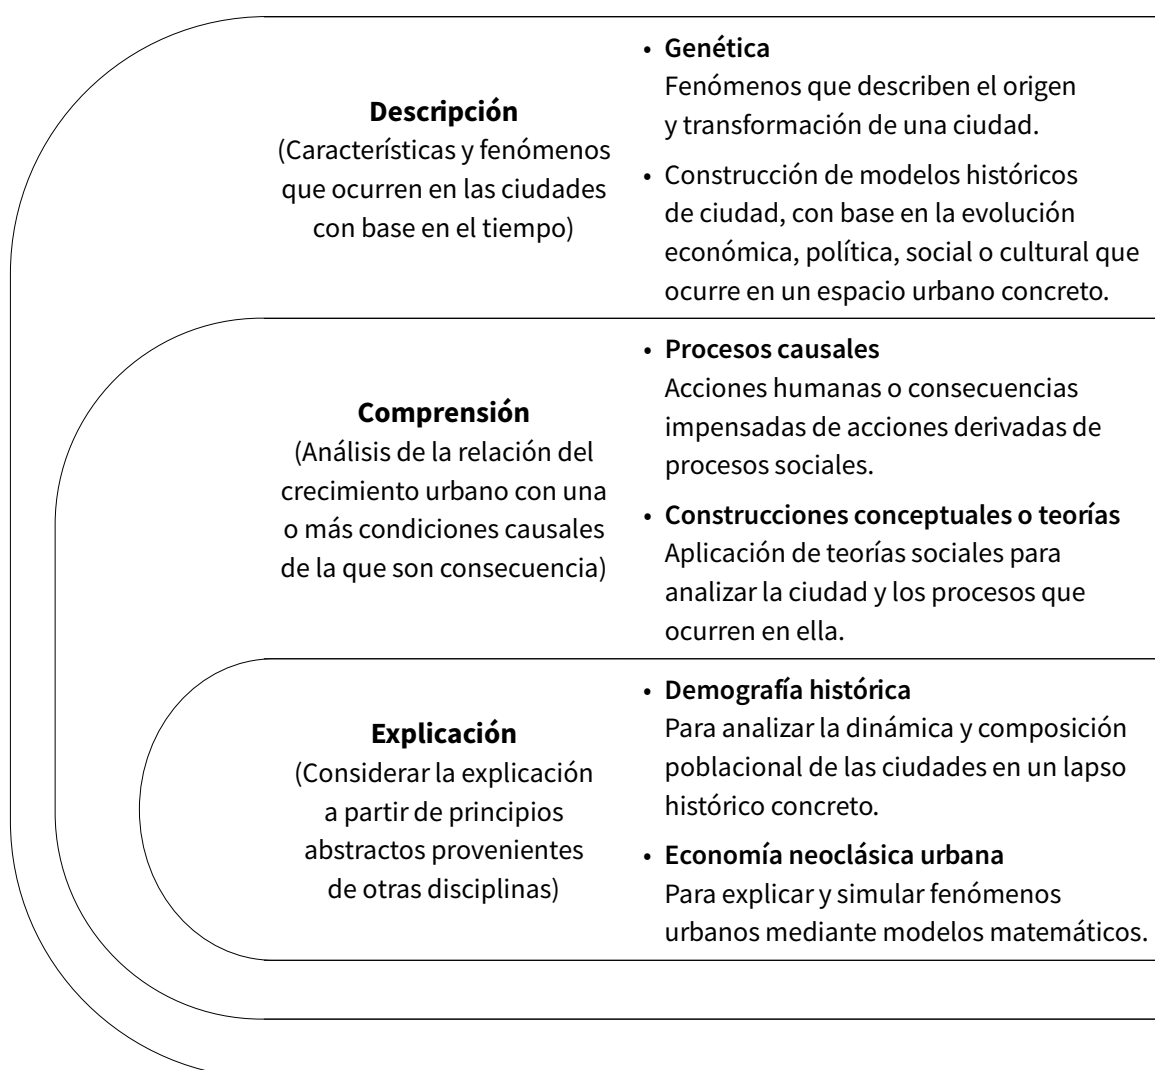 Descripción
(Características y fenómenos
que ocurren en las ciudades
con base en el tiempo)
• Genética
Fenómenos que describen el origen
y transformación de una ciudad.
• Construcción de modelos históricos
de ciudad, con base en la evolución
económica, política, social o cultural que
ocurre en un espacio urbano concreto.
Comprensión
(Análisis de la relación del
crecimiento urbano con una
o más condiciones causales
de la que son consecuencia)
• Procesos causales
Acciones humanas o consecuencias
impensadas de acciones derivadas de
procesos sociales.
• Construcciones conceptuales o teorías
Aplicación de teorías sociales para
analizar la ciudad y los procesos que
ocurren en ella.
Explicación
(Considerar la explicación
a partir de principios
abstractos provenientes
de otras disciplinas)
• Demografía histórica
Para analizar la dinámica y composición
poblacional de las ciudades en un lapso
histórico concreto.
• Economía neoclásica urbana
Para explicar y simular fenómenos
urbanos mediante modelos matemáticos.